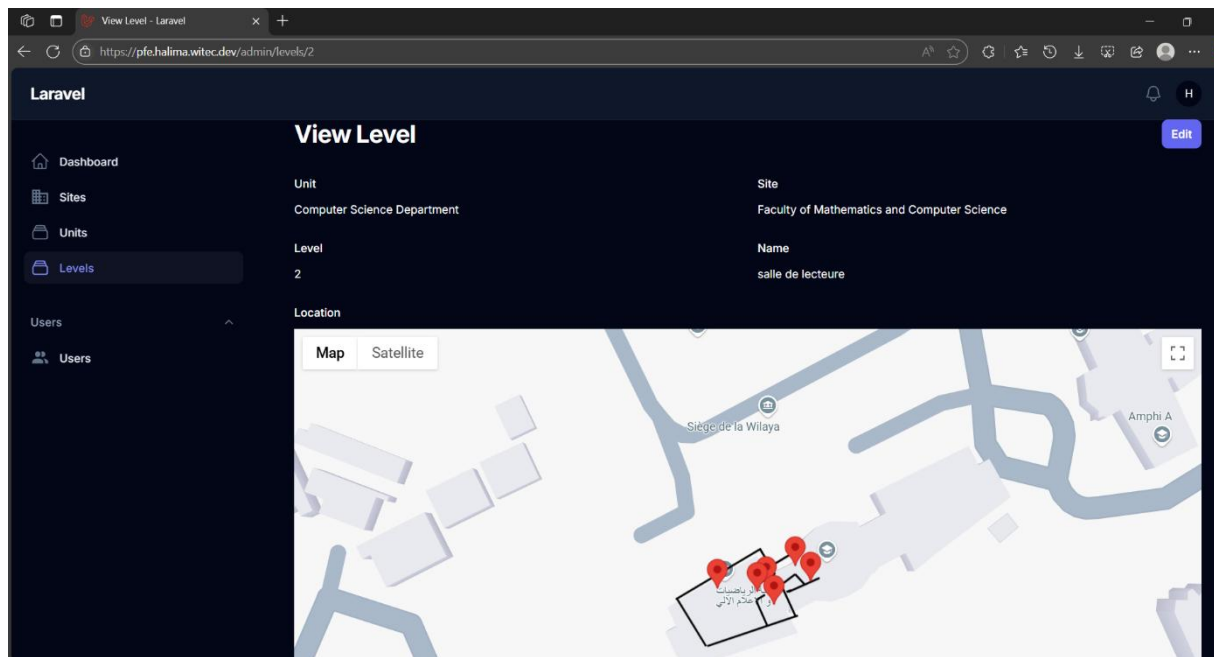 View Level - Laravel
https://pfe.halima.witec.dev/admin/levels/2
Laravel
H
View Level
Edit
Dashboard
Sites
Units
Levels
Users
Users
Unit
Site
Computer Science Department
Faculty of Mathematics and Computer Science
Level
Name
2
salle de lecteure
Location
Map
Satellite
Siège de la Wilaya
Amphi A
الرياضيات
الآلي